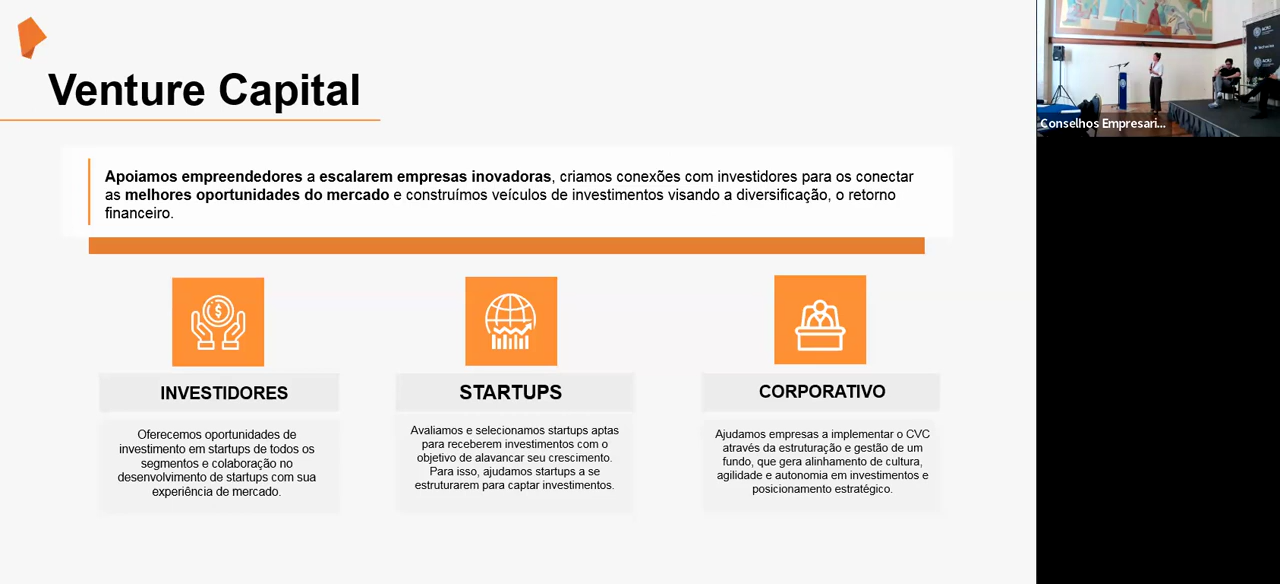 Venture Capital
Apoiamos empreendedores a escalarem empresas inovadoras, criamos conexões com investidores para os conectar
as melhores oportunidades do mercado e construímos veículos de investimentos visando a diversificação, o retorno
financeiro.
INVESTIDORES
Oferecemos oportunidades de
investimento em startups de todos os
segmentos e colaboração no
desenvolvimento de startups com sua
experiência de mercado.
STARTUPS
Avaliamos e selecionamos startups aptas
para receberem investimentos com o
objetivo de alavancar seu crescimento.
Para isso, ajudamos startups a se
estruturarem para captar investimentos.
CORPORATIVO
Ajudamos empresas a implementar o CVC
através da estruturação e gestão de um
fundo, que gera alinhamento de cultura,
agilidade e autonomia em investimentos e
posicionamento estratégico.
Conselhos Empresari...